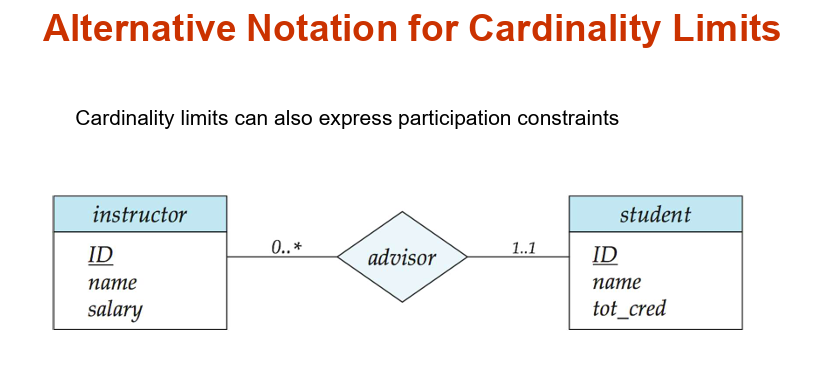 Alternative Notation for Cardinality Limits
Cardinality limits can also express participation constraints
instructor
ID
name
salary
0..*
advisor
1..1
student
ID
name
tot_cred